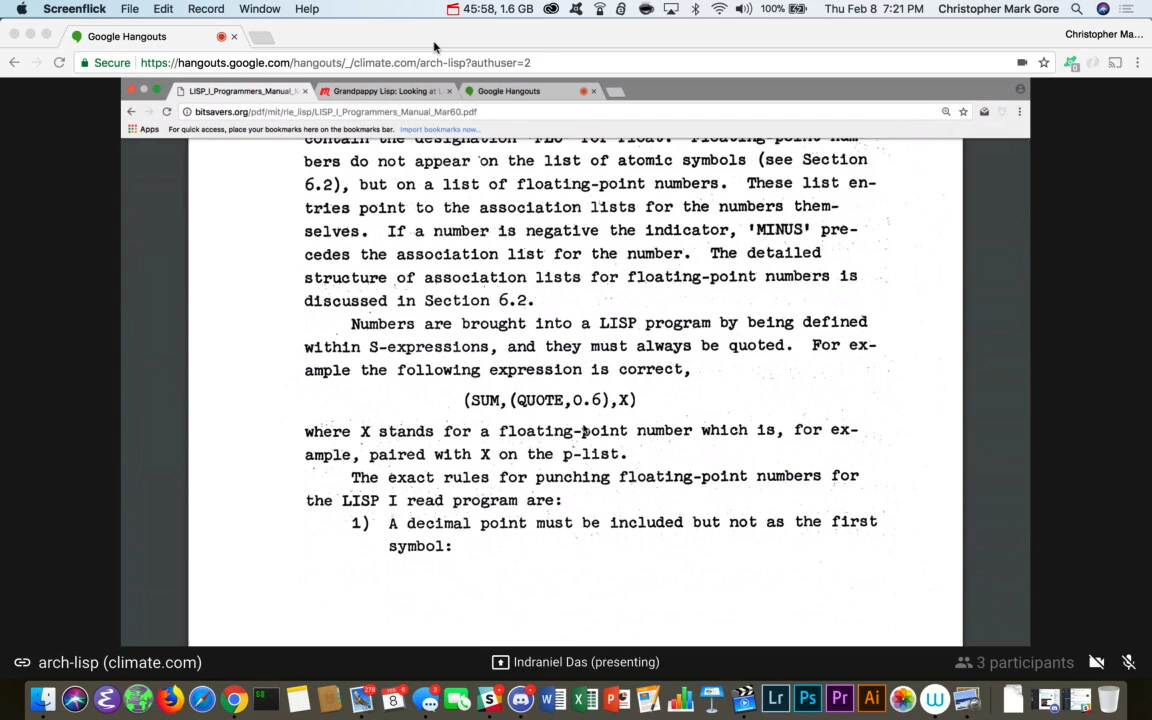 Screenflick File Edit Record Window Help 45:58, 1.6 GB 100% Thu Feb 8 7:21 PM Christopher Mark Gore
Google Hangouts Christopher Ma...
Secure https://hangouts.google.com/hangouts/_/climate.com/arch-lisp?authuser=2
LISP_I_Programmers_Manual_ Grandpappy Lisp: Looking at L Google Hangouts
bitsavers.org/pdf/mit/rle_lisp/LISP_I_Programmers_Manual_Mar60.pdf
Apps For quick access, place your bookmarks here on the bookmarks bar. Import bookmarks now...
contain the designation 'FLO' for float. Floating-point num-
bers do not appear on the list of atomic symbols (see Section
6.2), but on a list of floating-point numbers. These list en-
tries point to the association lists for the numbers them-
selves. If a number is negative the indicator, 'MINUS' pre-
cedes the association list for the number. The detailed
structure of association lists for floating-point numbers is
discussed in Section 6.2.
Numbers are brought into a LISP program by being defined
within S-expressions, and they must always be quoted. For ex-
ample the following expression is correct,
(SUM,(QUOTE,0.6),X)
where X stands for a floating-point number which is, for ex-
ample, paired with X on the p-list.
The exact rules for punching floating-point numbers for
the LISP I read program are:
1) A decimal point must be included but not as the first
symbol:
arch-lisp (climate.com) Indraniel Das (presenting) 3 participants
Lr Ps Pr Ai